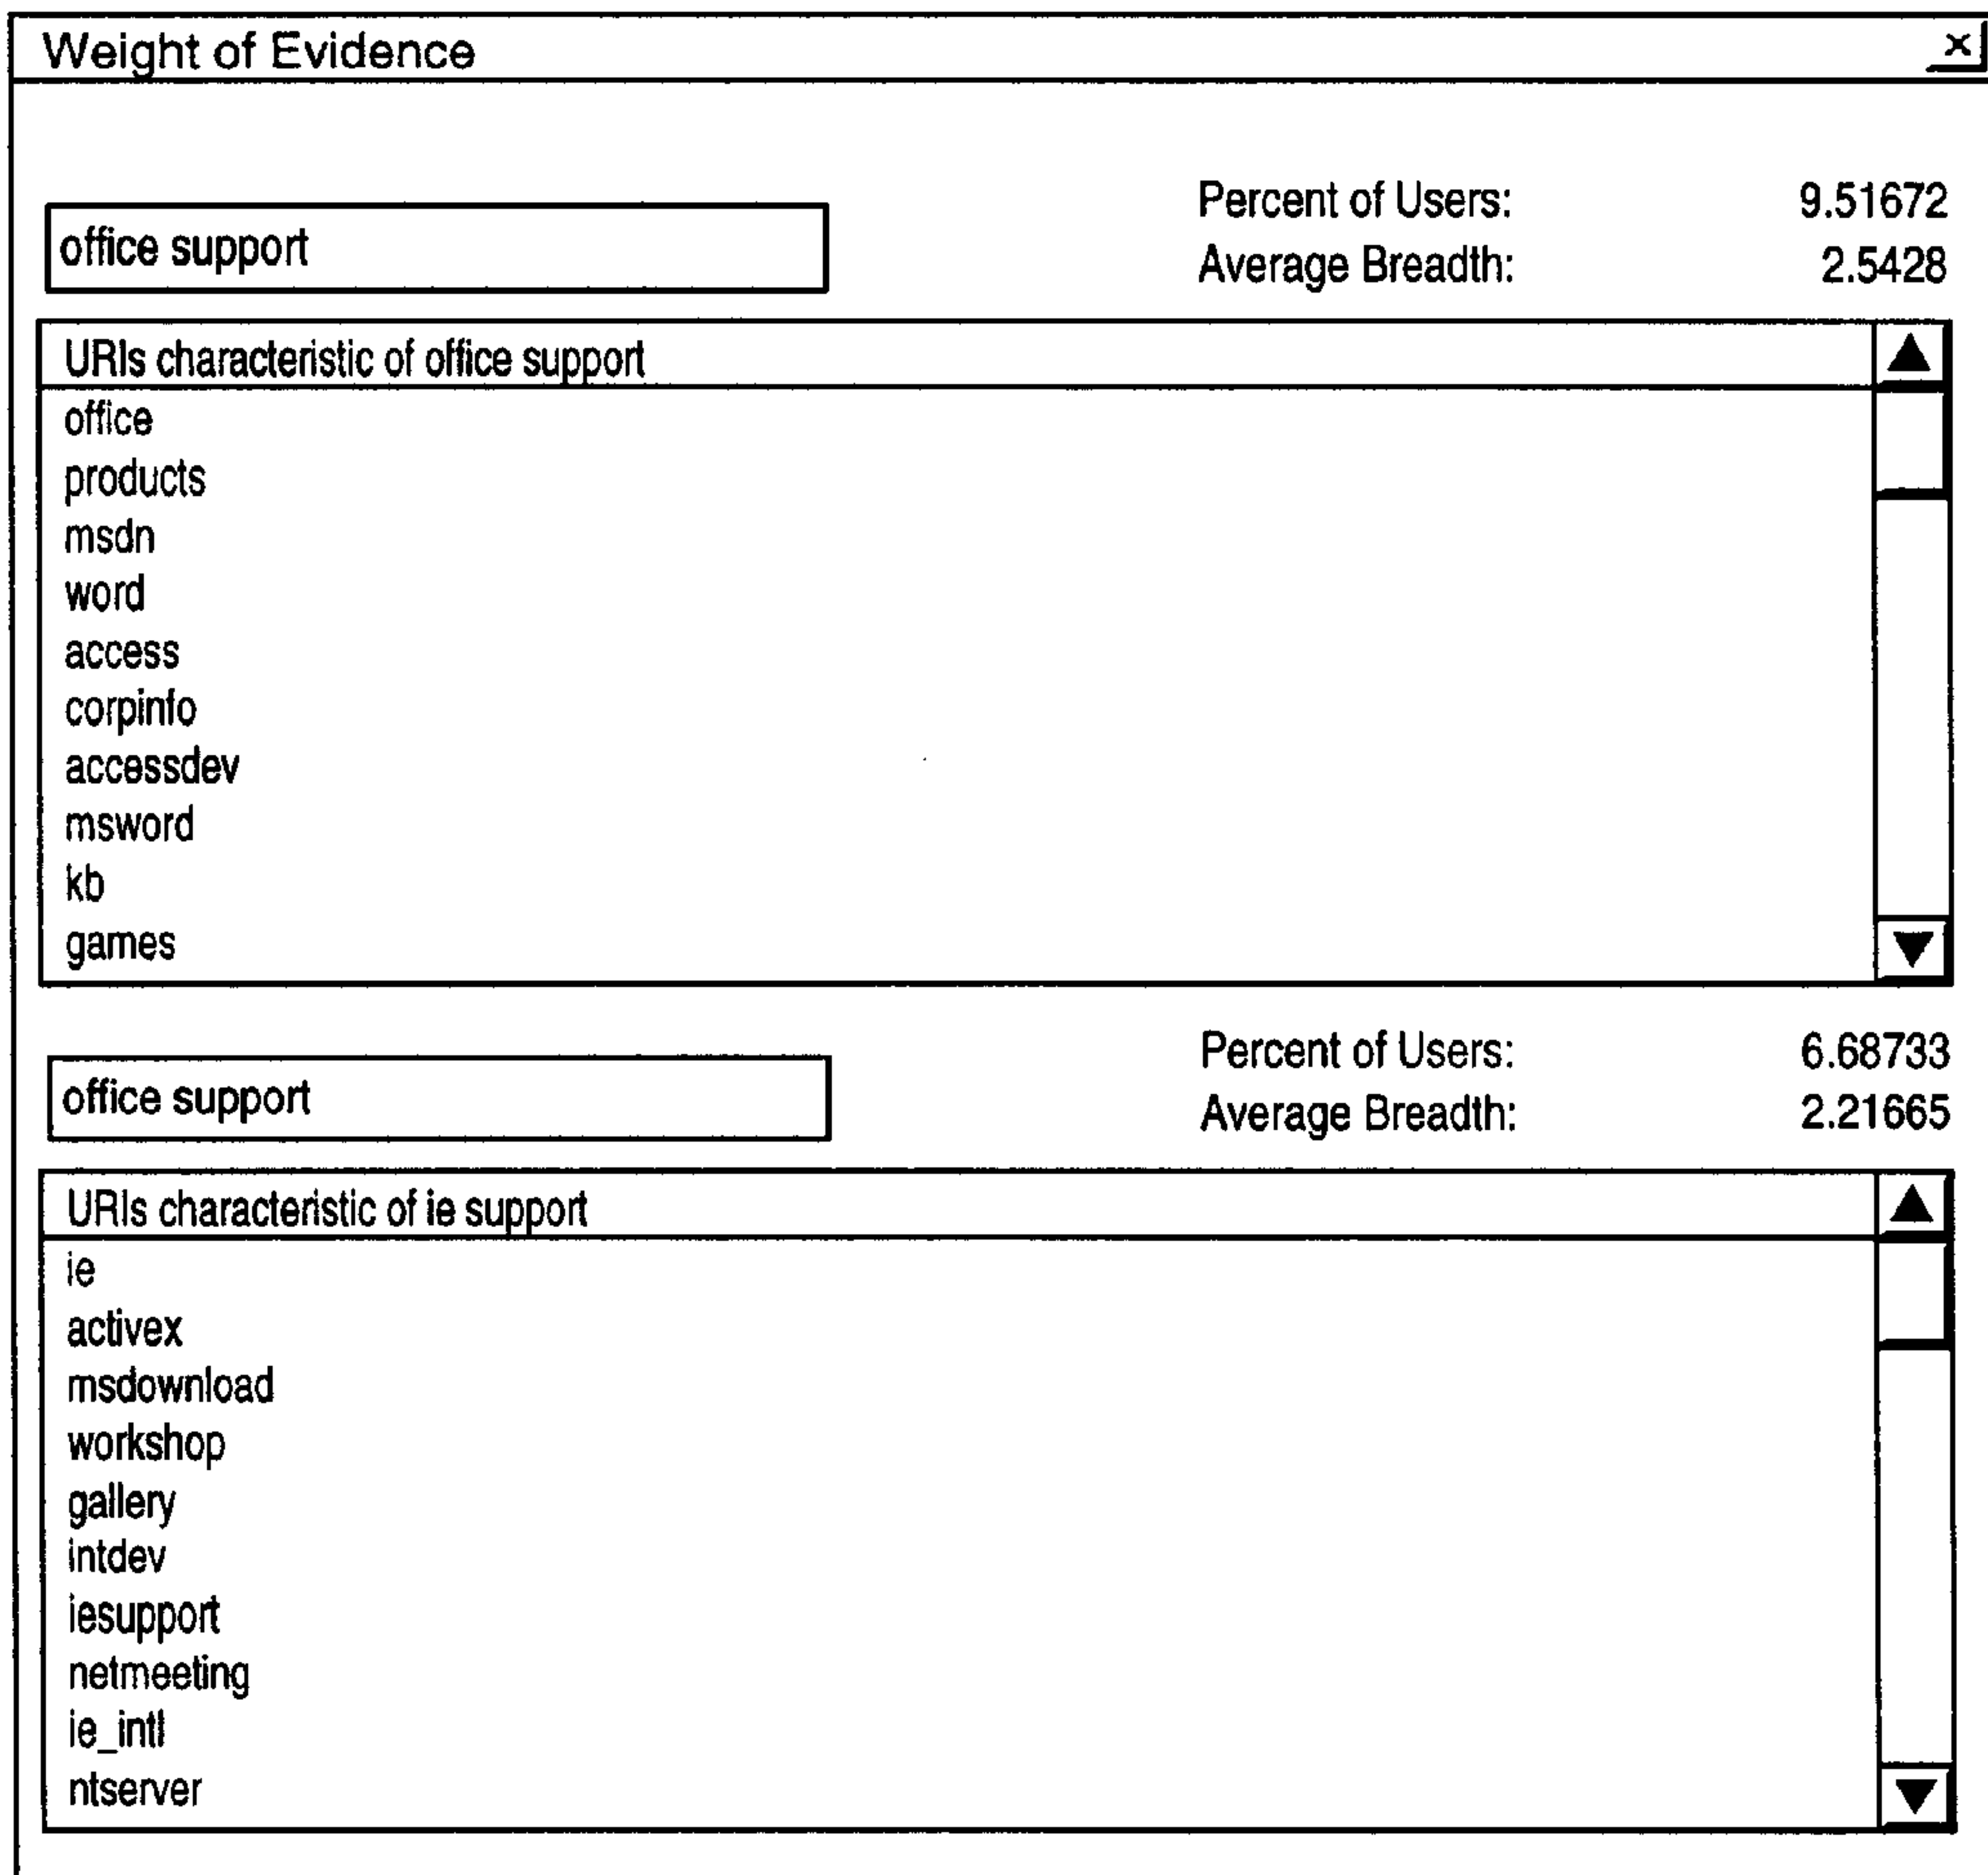 Weight of Evidence x
Percent of Users: 9.51672
office support
Average Breadth: 2.5428
URIs characteristic of office support
office
products
msdn
word
access
corpinfo
accessdev
msword
kb
games
Percent of Users: 6.68733
office support
Average Breadth: 2.21665
URIs characteristic of ie support
ie
activex
msdownload
workshop
gallery
intdev
iesupport
netmeeting
ie_intl
ntserver